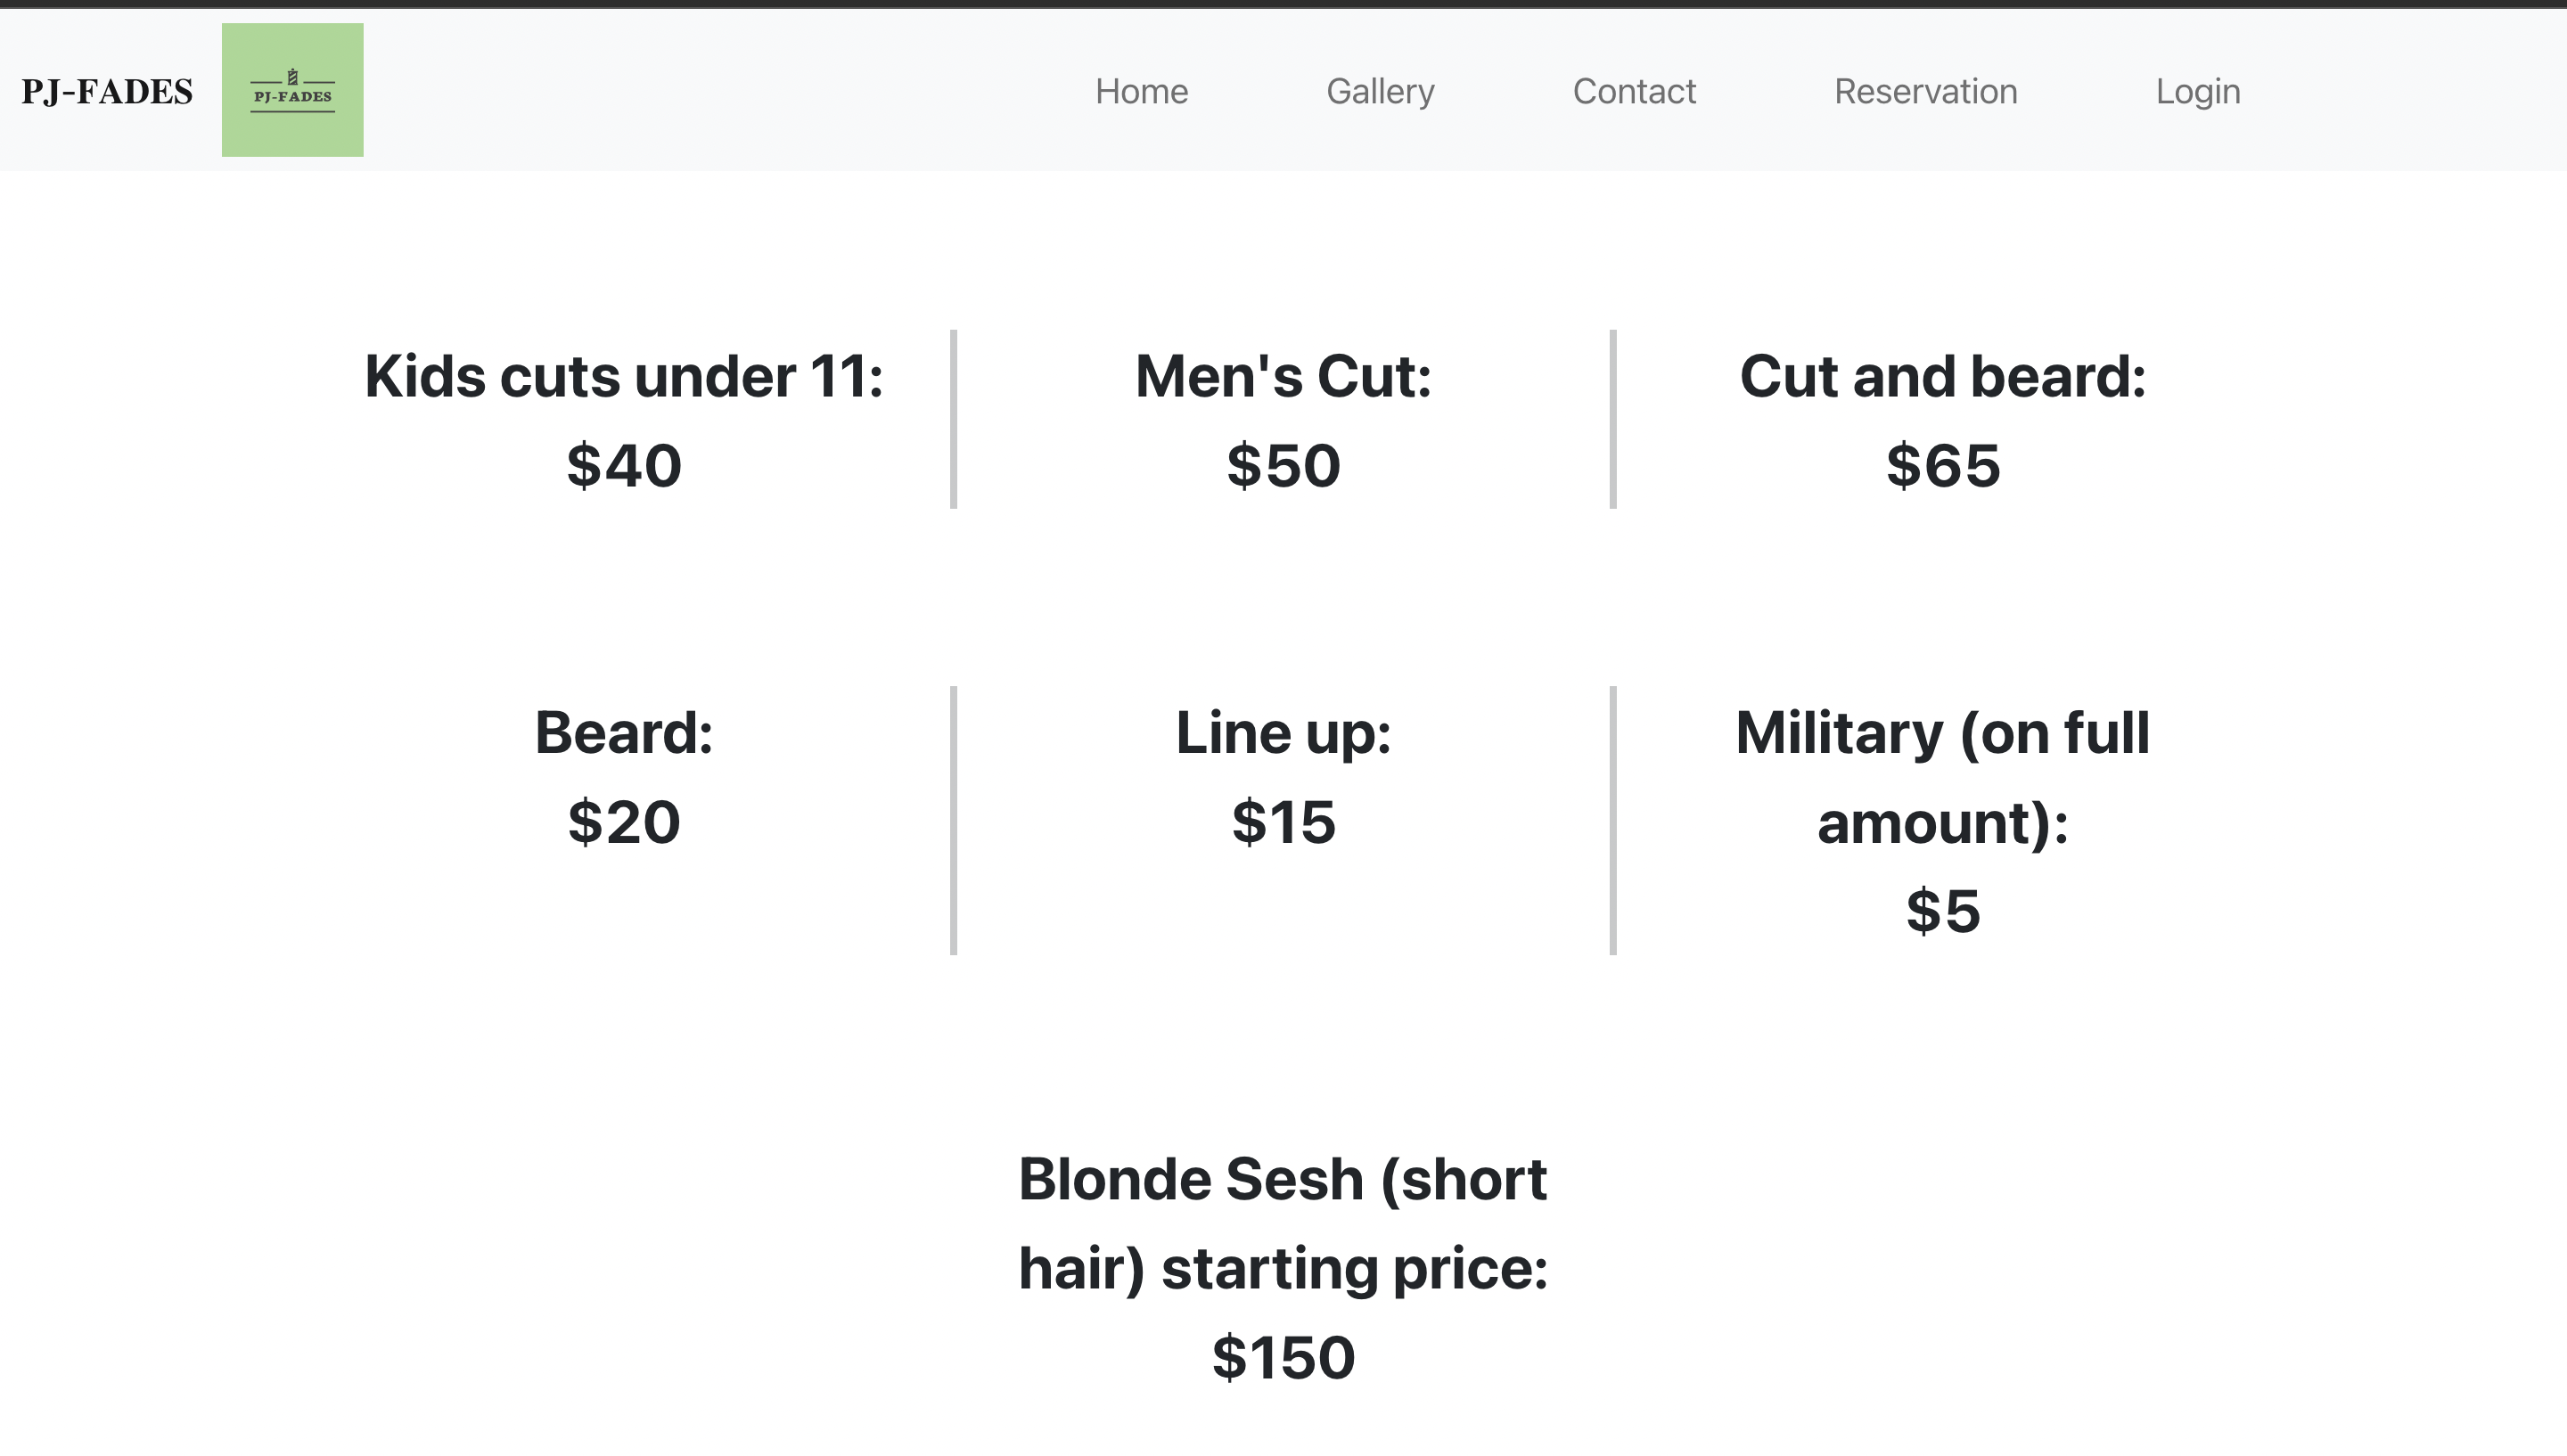 PJ-FADES
PJ-FADES
Home
Gallery
Contact
Reservation
Login
Kids cuts under 11:
$40
Men's Cut:
$50
Cut and beard:
$65
Beard:
$20
Line up:
$15
Military (on full
amount):
$5
Blonde Sesh (short
hair) starting price:
$150